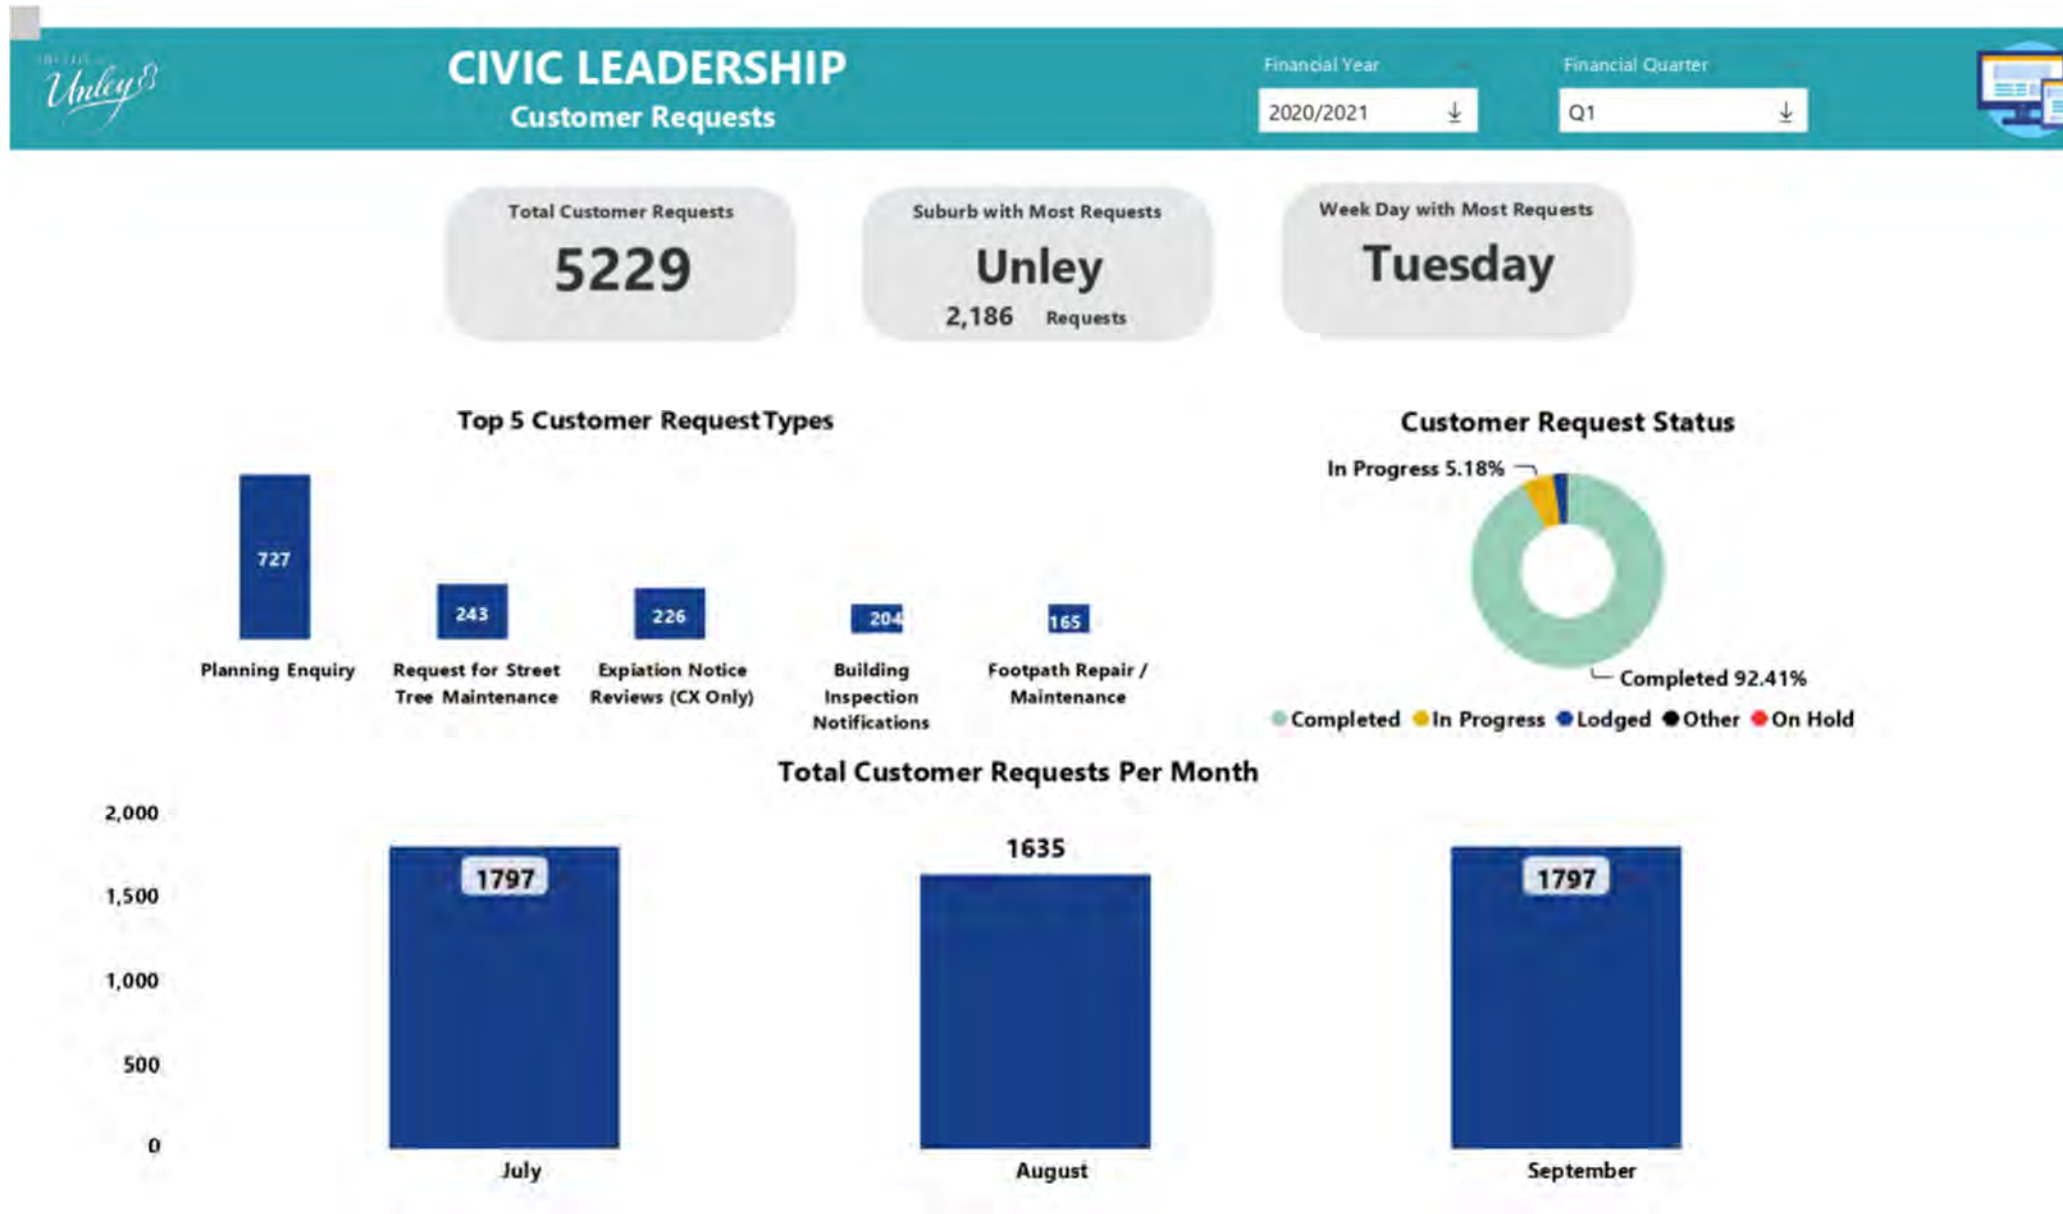 THE CITY of
Unley
CIVIC LEADERSHIP
Customer Requests
Financial Year
2020/2021
Financial Quarter
Q1
Total Customer Requests
5229
Suburb with Most Requests
Unley
2,186 Requests
Week Day with Most Requests
Tuesday
Top 5 Customer Request Types
727
243
226
204
165
Planning Enquiry
Request for Street
Tree Maintenance
Expiation Notice
Reviews (CX Only)
Building
Inspection
Notifications
Footpath Repair /
Maintenance
Customer Request Status
In Progress 5.18%
Completed 92.41%
Completed In Progress Lodged Other On Hold
Total Customer Requests Per Month
2,000
1,500
1,000
500
0
1797
1635
1797
July
August
September